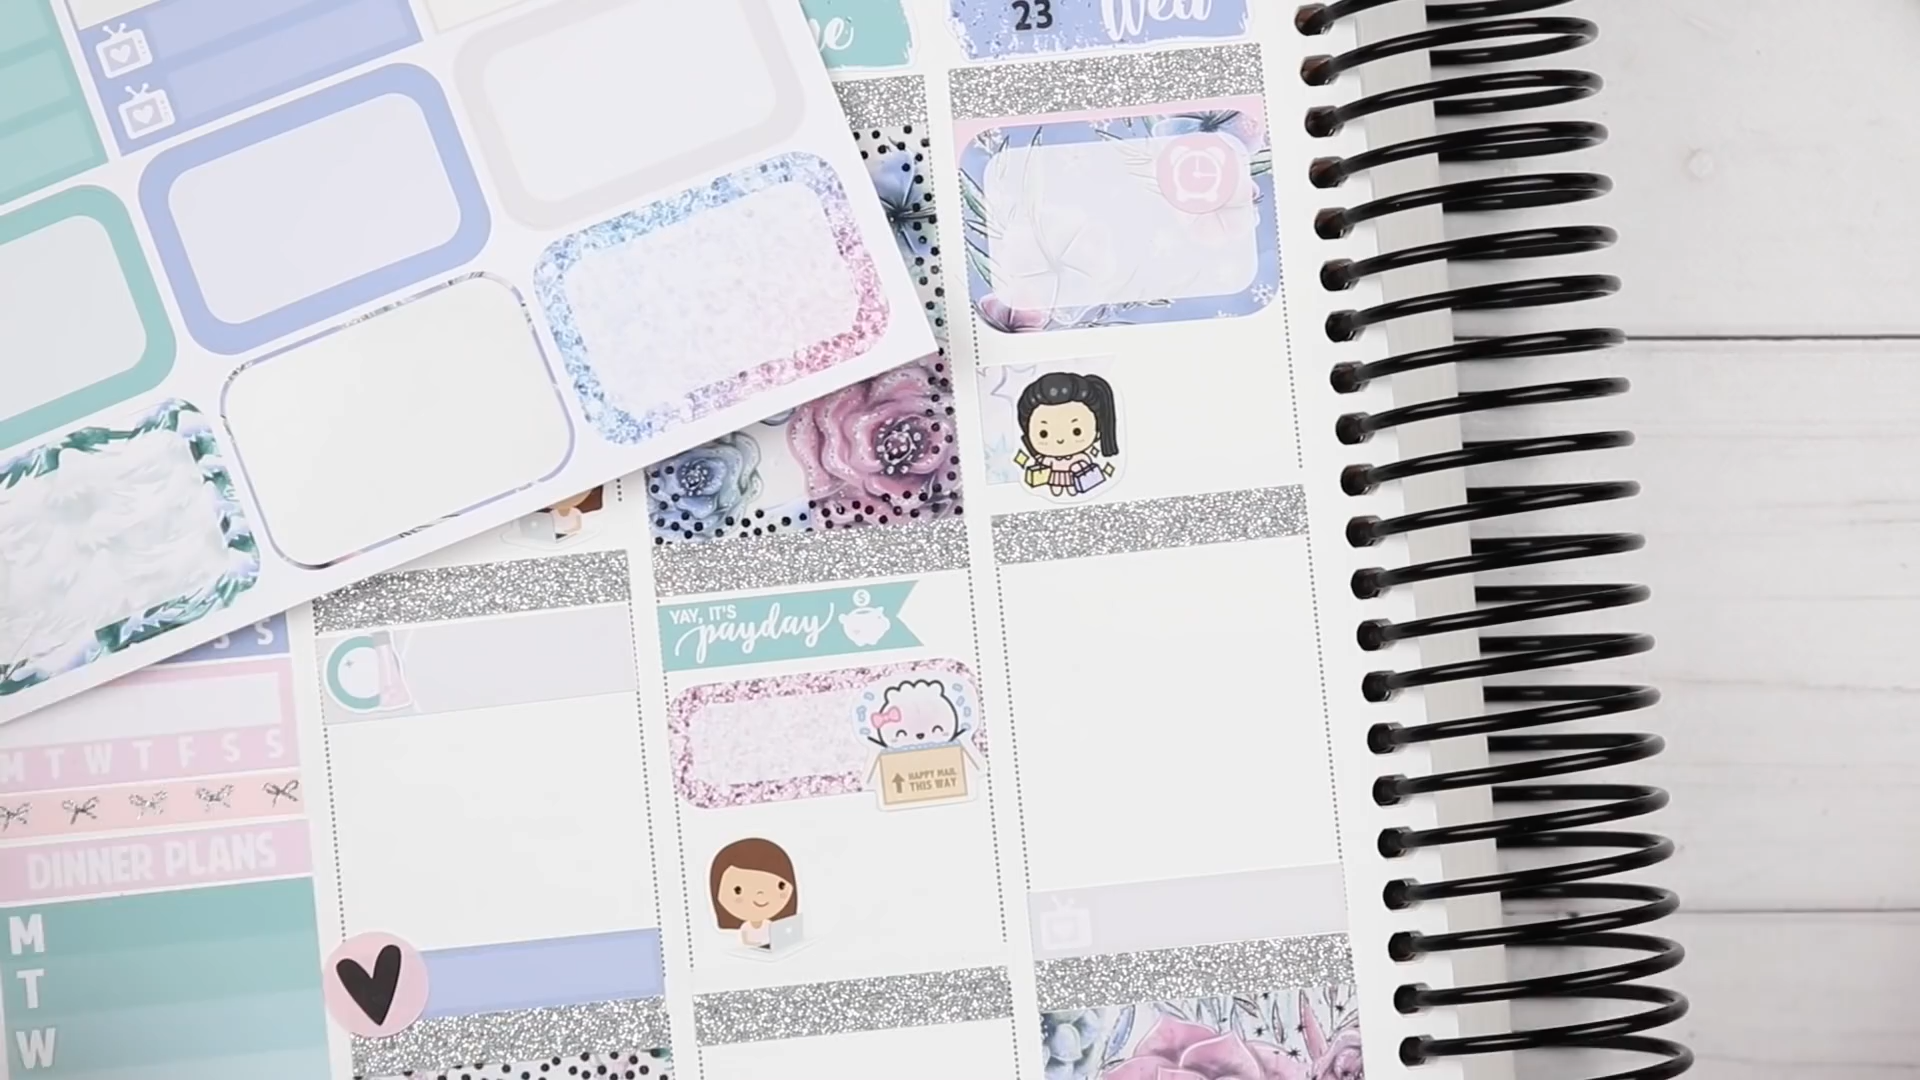 23 Wed
S S
YAY, IT'S
payday
$
HAPPY MAIL
THIS WAY
M T W T F S S
DINNER PLANS
M
T
W